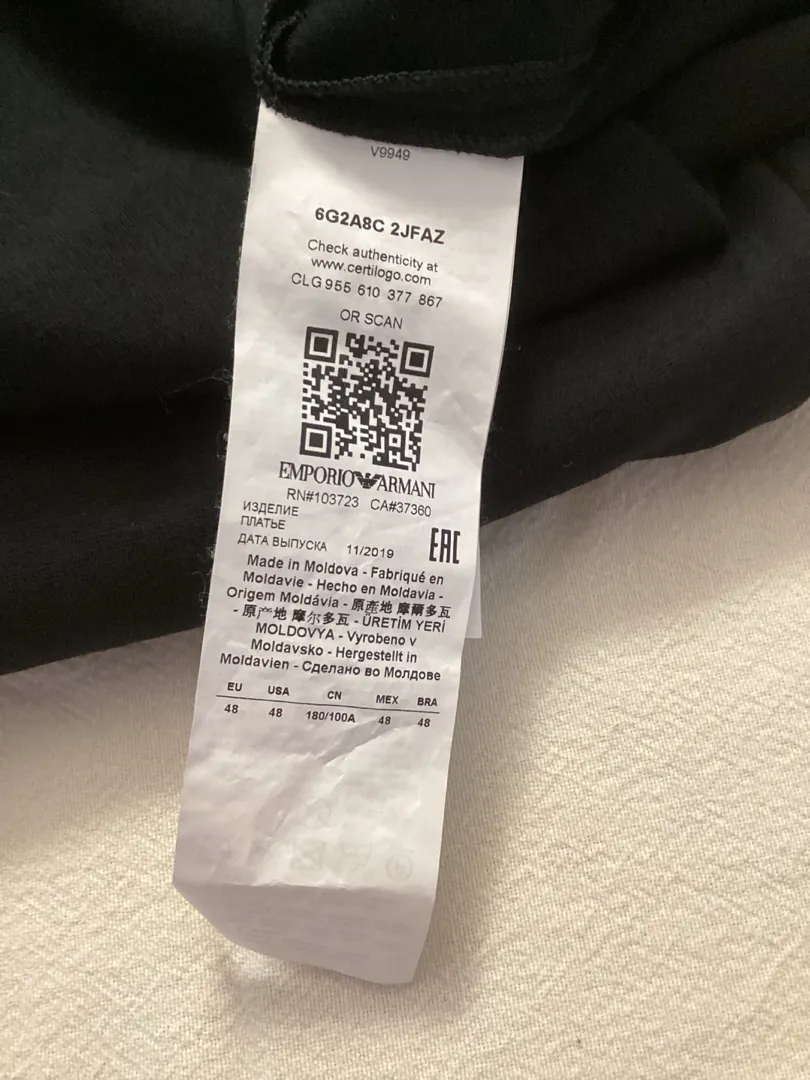 V9949
6G2A8C 2JFAZ
Check authenticity at
www.certilogo.com
CLG 955 610 377 867
OR SCAN
EMPORIO ARMANI
RN#103723 CA#37360
ИЗДЕЛИЕ
ПЛАТЬЕ
ДАТА ВЫПУСКА 11/2019
EAC
Made in Moldova - Fabriqué en
Moldavie - Hecho en Moldavia -
Origem Moldávia - 原產地 摩爾多瓦
- 原产地 摩尔多瓦 - ÜRETİM YERİ
MOLDOVYA - Vyrobeno v
Moldavsko - Hergestellt in
Moldavien - Сделано во Молдове
EU USA CN MEX BRA
48 48 180/100A 48 48